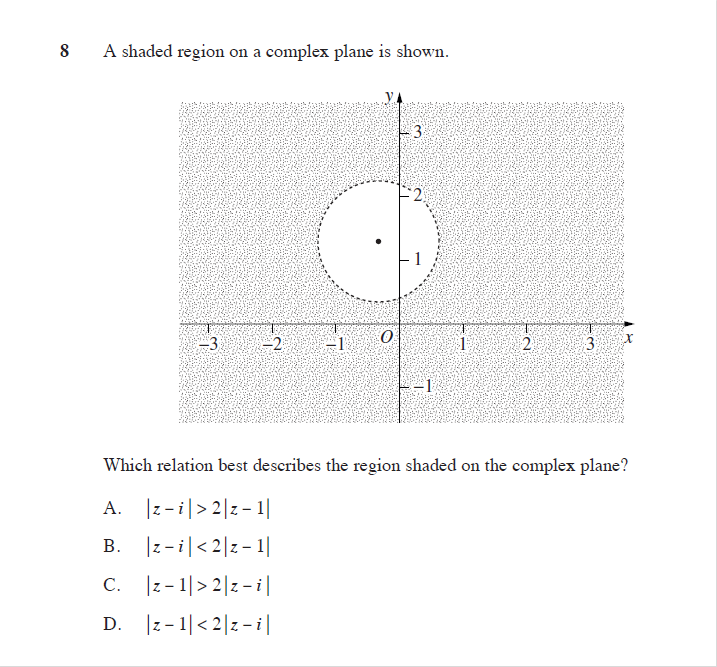 8 A shaded region on a complex plane is shown.
y
3
2
1
-3 -2 -1 O 1 2 3 x
-1
Which relation best describes the region shaded on the complex plane?
A. |z – i| > 2|z – 1|
B. |z – i| < 2|z – 1|
C. |z – 1| > 2|z – i|
D. |z – 1| < 2|z – i|